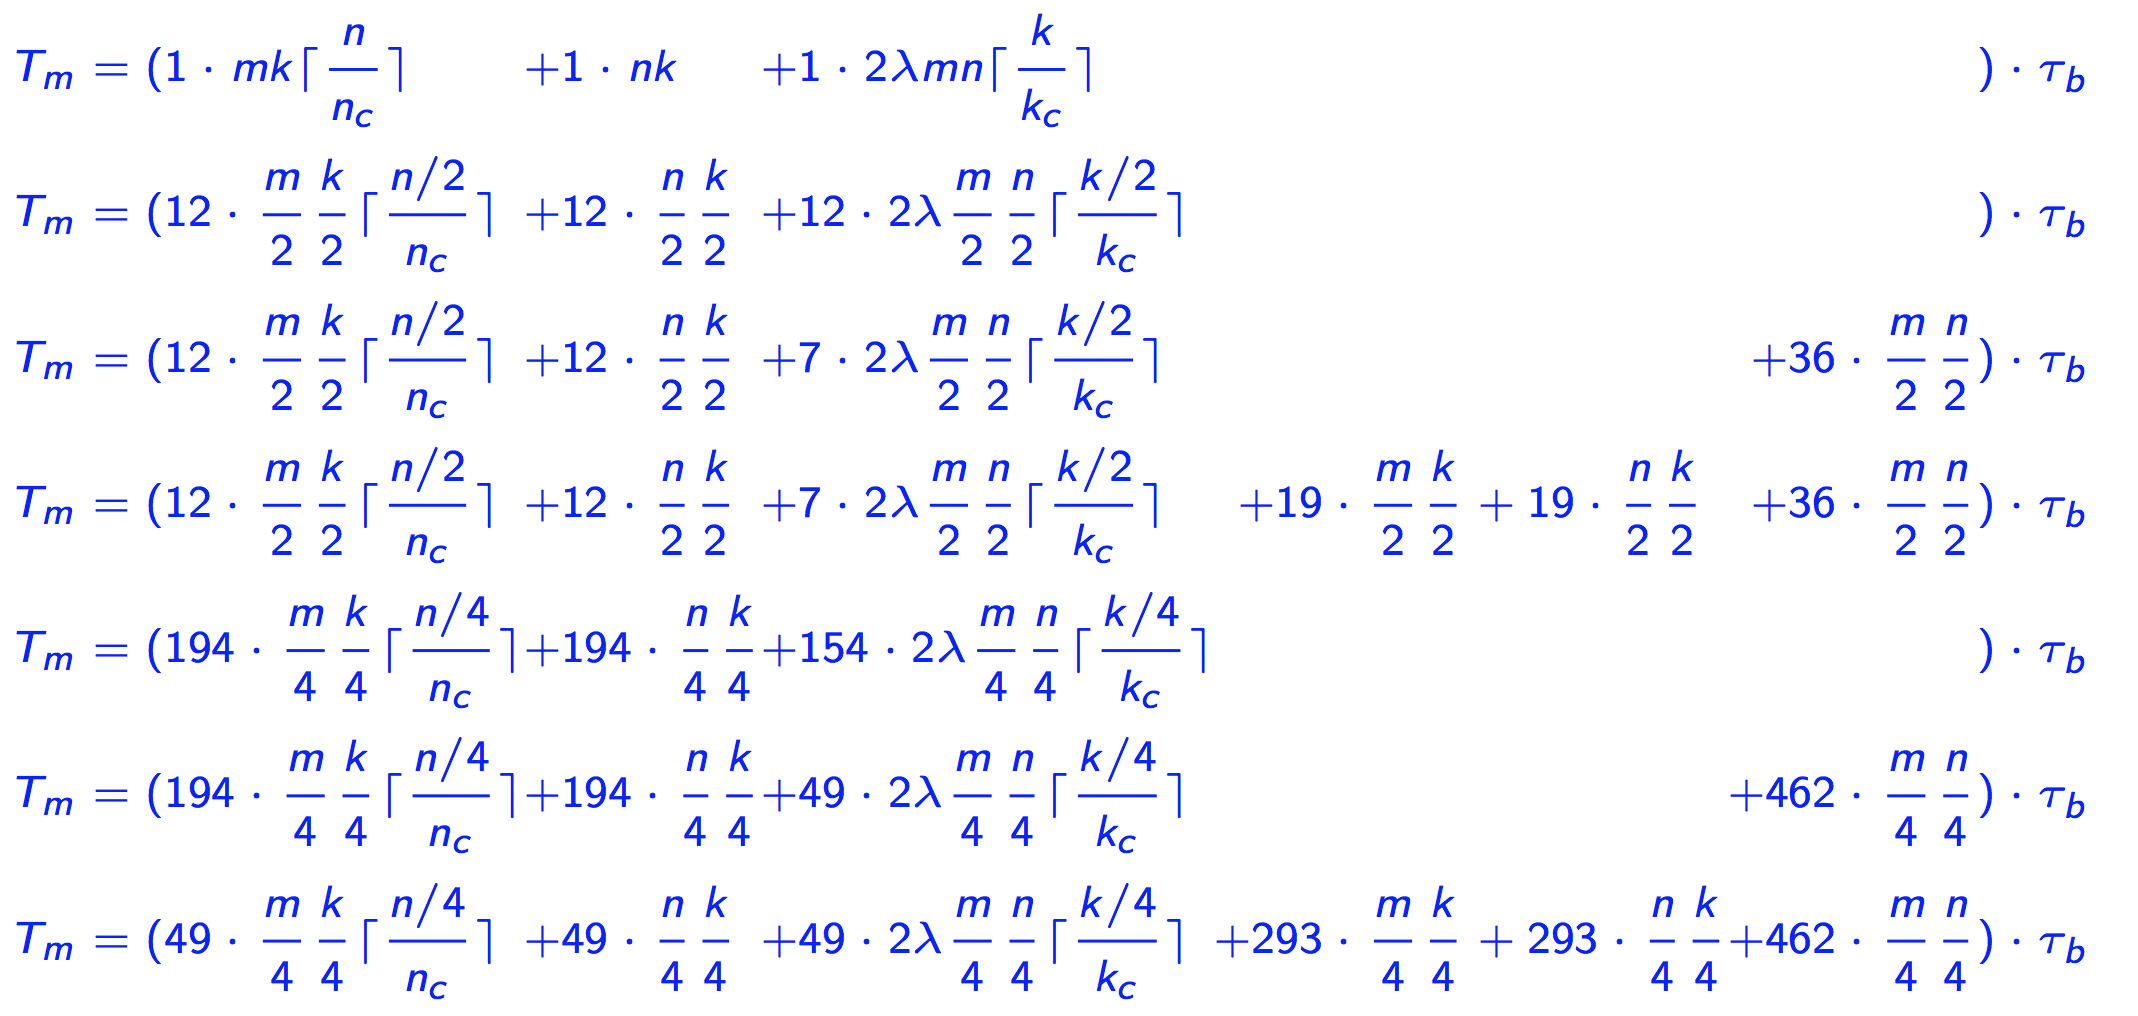 T_m = (1 · mk⌈n/n_c⌉ +1 · nk +1 · 2λmn⌈k/k_c⌉ ) · τ_b
T_m = (12 · m/2 k/2⌈(n/2)/n_c⌉ +12 · n/2 k/2 +12 · 2λ m/2 n/2⌈(k/2)/k_c⌉ ) · τ_b
T_m = (12 · m/2 k/2⌈(n/2)/n_c⌉ +12 · n/2 k/2 +7 · 2λ m/2 n/2⌈(k/2)/k_c⌉ +36 · m/2 n/2) · τ_b
T_m = (12 · m/2 k/2⌈(n/2)/n_c⌉ +12 · n/2 k/2 +7 · 2λ m/2 n/2⌈(k/2)/k_c⌉ +19 · m/2 k/2 + 19 · n/2 k/2 +36 · m/2 n/2) · τ_b
T_m = (194 · m/4 k/4⌈(n/4)/n_c⌉+194 · n/4 k/4+154 · 2λ m/4 n/4⌈(k/4)/k_c⌉ ) · τ_b
T_m = (194 · m/4 k/4⌈(n/4)/n_c⌉+194 · n/4 k/4+49 · 2λ m/4 n/4⌈(k/4)/k_c⌉ +462 · m/4 n/4) · τ_b
T_m = (49 · m/4 k/4⌈(n/4)/n_c⌉ +49 · n/4 k/4 +49 · 2λ m/4 n/4⌈(k/4)/k_c⌉ +293 · m/4 k/4 + 293 · n/4 k/4+462 · m/4 n/4) · τ_b